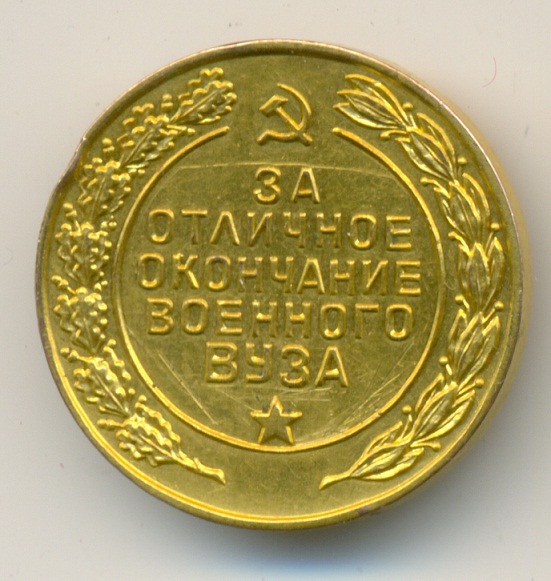 ЗА
ОТЛИЧНОЕ
ОКОНЧАНИЕ
ВОЕННОГО
ВУЗА